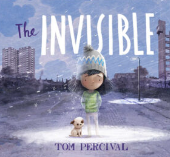 The
INVISIBLE
TOM PERCIVAL